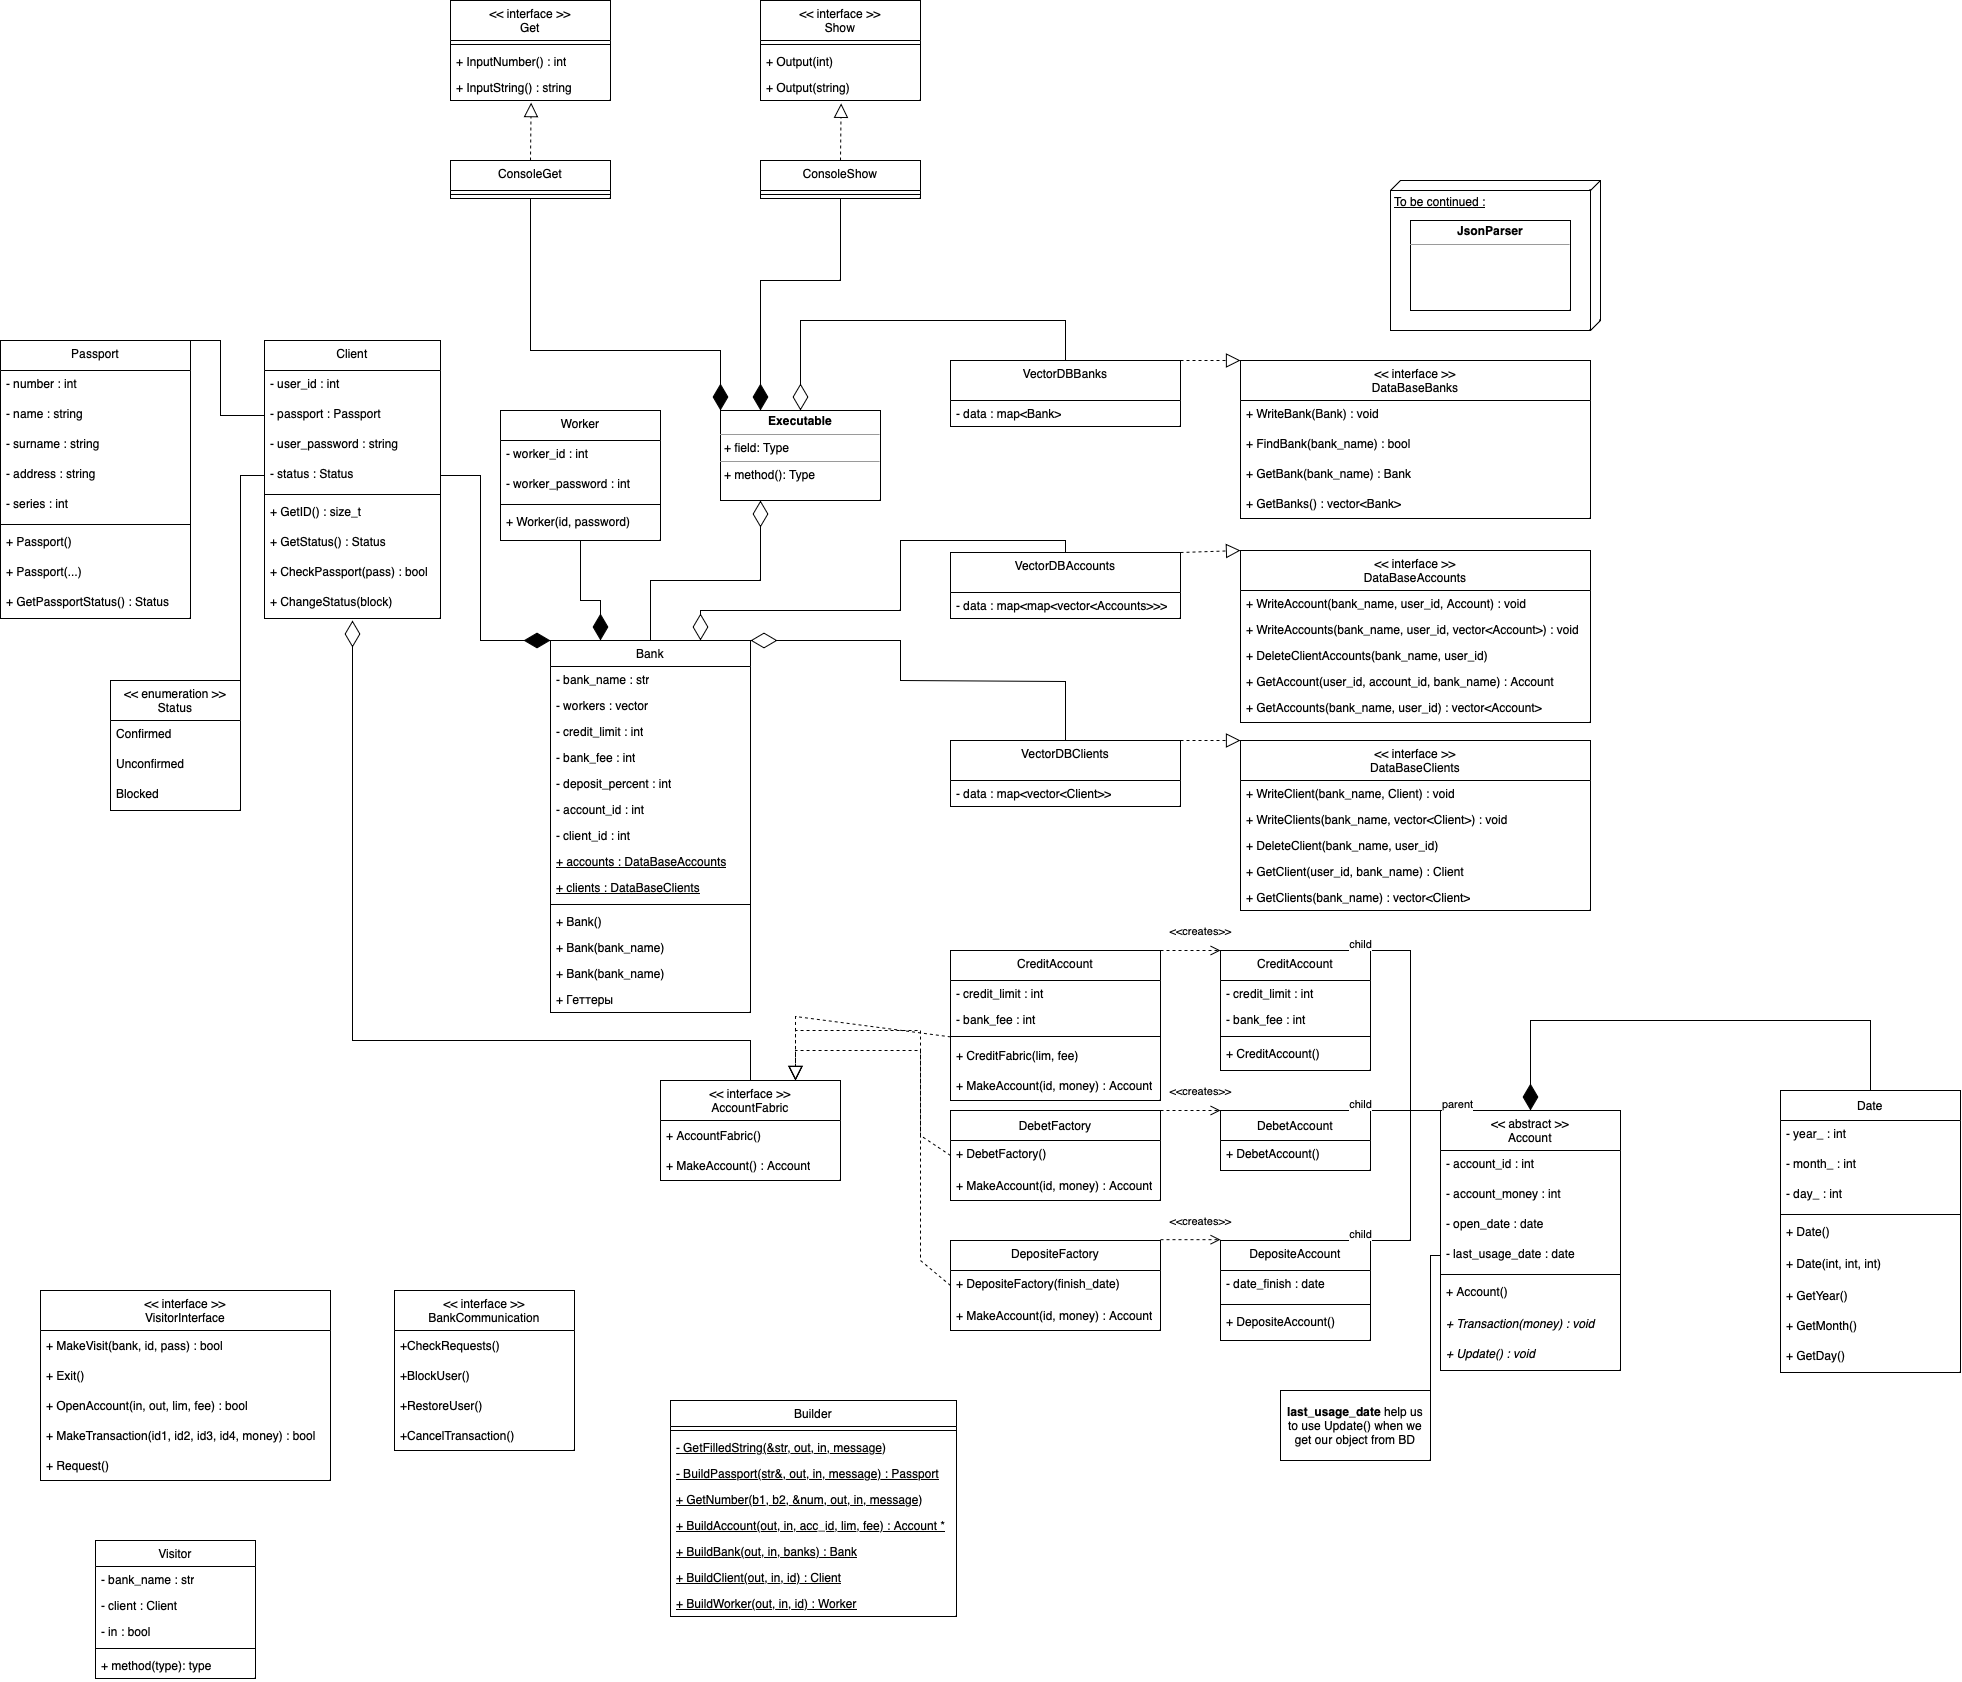 << interface >>
Get
+ InputNumber() : int
+ InputString() : string
<< interface >>
Show
+ Output(int)
+ Output(string)
ConsoleGet
ConsoleShow
To be continued :
JsonParser
Passport
- number : int
- name : string
- surname : string
- address : string
- series : int
+ Passport()
+ Passport(...)
+ GetPassportStatus() : Status
Client
- user_id : int
- passport : Passport
- user_password : string
- status : Status
+ GetID() : size_t
+ GetStatus() : Status
+ CheckPassport(pass) : bool
+ ChangeStatus(block)
Worker
- worker_id : int
- worker_password : int
+ Worker(id, password)
Executable
+ field: Type
+ method(): Type
VectorDBBanks
- data : map<Bank>
<< interface >>
DataBaseBanks
+ WriteBank(Bank) : void
+ FindBank(bank_name) : bool
+ GetBank(bank_name) : Bank
+ GetBanks() : vector<Bank>
VectorDBAccounts
- data : map<map<vector<Accounts>>>
<< interface >>
DataBaseAccounts
+ WriteAccount(bank_name, user_id, Account) : void
+ WriteAccounts(bank_name, user_id, vector<Account>) : void
+ DeleteClientAccounts(bank_name, user_id)
+ GetAccount(user_id, account_id, bank_name) : Account
+ GetAccounts(bank_name, user_id) : vector<Account>
<< enumeration >>
Status
Confirmed
Unconfirmed
Blocked
Bank
- bank_name : str
- workers : vector
- credit_limit : int
- bank_fee : int
- deposit_percent : int
- account_id : int
- client_id : int
+ accounts : DataBaseAccounts
+ clients : DataBaseClients
+ Bank()
+ Bank(bank_name)
+ Bank(bank_name)
+ Геттеры
VectorDBClients
- data : map<vector<Client>>
<< interface >>
DataBaseClients
+ WriteClient(bank_name, Client) : void
+ WriteClients(bank_name, vector<Client>) : void
+ DeleteClient(bank_name, user_id)
+ GetClient(user_id, bank_name) : Client
+ GetClients(bank_name) : vector<Client>
CreditAccount
- credit_limit : int
- bank_fee : int
+ CreditFabric(lim, fee)
+ MakeAccount(id, money) : Account
<<creates>>
CreditAccount
- credit_limit : int
- bank_fee : int
+ CreditAccount()
child
<< interface >>
AccountFabric
+ AccountFabric()
+ MakeAccount() : Account
DebetFactory
+ DebetFactory()
+ MakeAccount(id, money) : Account
<<creates>>
DebetAccount
+ DebetAccount()
child
parent
<< abstract >>
Account
- account_id : int
- account_money : int
- open_date : date
- last_usage_date : date
+ Account()
+ Transaction(money) : void
+ Update() : void
Date
- year_ : int
- month_ : int
- day_ : int
+ Date()
+ Date(int, int, int)
+ GetYear()
+ GetMonth()
+ GetDay()
DepositeFactory
+ DepositeFactory(finish_date)
+ MakeAccount(id, money) : Account
<<creates>>
DepositeAccount
- date_finish : date
+ DepositeAccount()
child
last_usage_date help us
to use Update() when we
get our object from BD
<< interface >>
VisitorInterface
+ MakeVisit(bank, id, pass) : bool
+ Exit()
+ OpenAccount(in, out, lim, fee) : bool
+ MakeTransaction(id1, id2, id3, id4, money) : bool
+ Request()
<< interface >>
BankCommunication
+CheckRequests()
+BlockUser()
+RestoreUser()
+CancelTransaction()
Builder
- GetFilledString(&str, out, in, message)
- BuildPassport(str&, out, in, message) : Passport
+ GetNumber(b1, b2, &num, out, in, message)
+ BuildAccount(out, in, acc_id, lim, fee) : Account *
+ BuildBank(out, in, banks) : Bank
+ BuildClient(out, in, id) : Client
+ BuildWorker(out, in, id) : Worker
Visitor
- bank_name : str
- client : Client
- in : bool
+ method(type): type